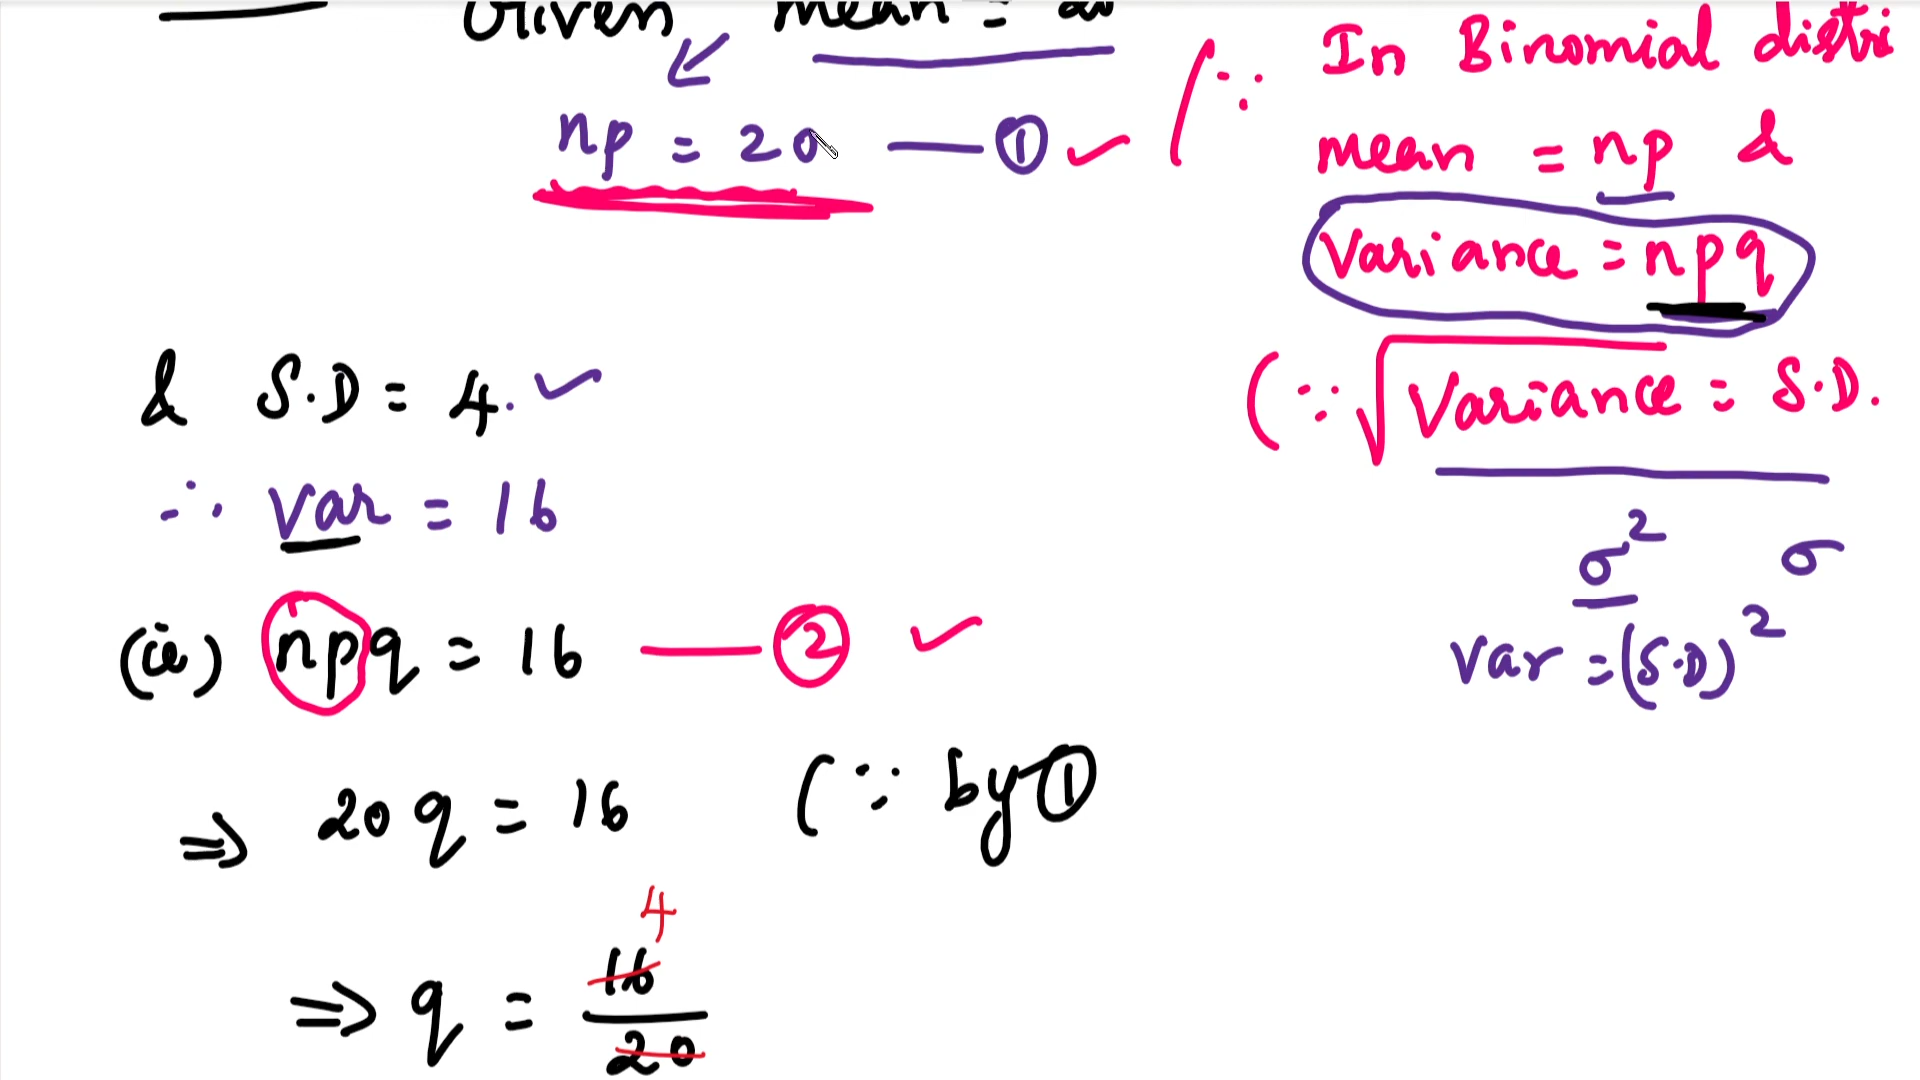 Given mean = 20
np = 20 — ①
& S.D = 4.
∴ Var = 16
(ie) npq = 16 — ②
⇒ 20 q = 16 (∵ by ①
4
⇒ q = 16/20
(∵ In Binomial distri
mean = np &
Variance = npq
(∵ √Variance = S.D.
σ² σ
Var = (S.D)²